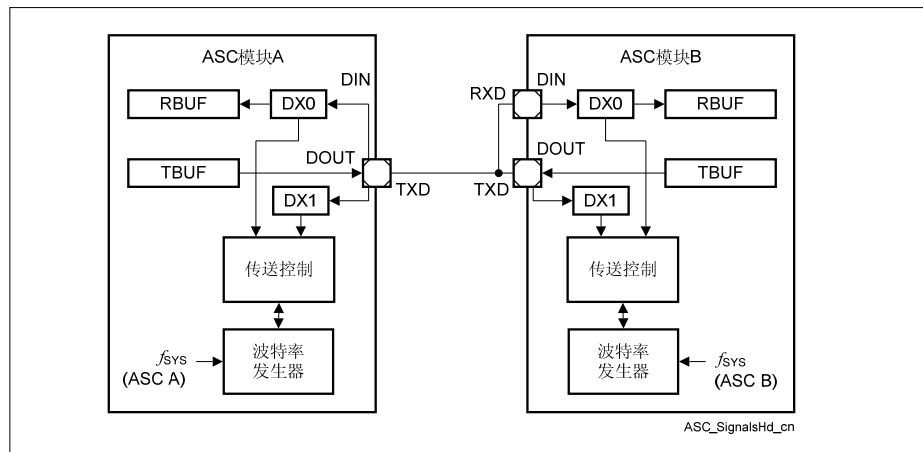 ASC模块A
DIN
RBUF
DX0
DOUT
TBUF
TXD
DX1
传送控制
波特率
发生器
fSYS
(ASC A)
ASC模块B
RXD
DIN
DX0
RBUF
DOUT
TXD
TBUF
DX1
传送控制
波特率
发生器
fSYS
(ASC B)
ASC_SignalsHd_cn